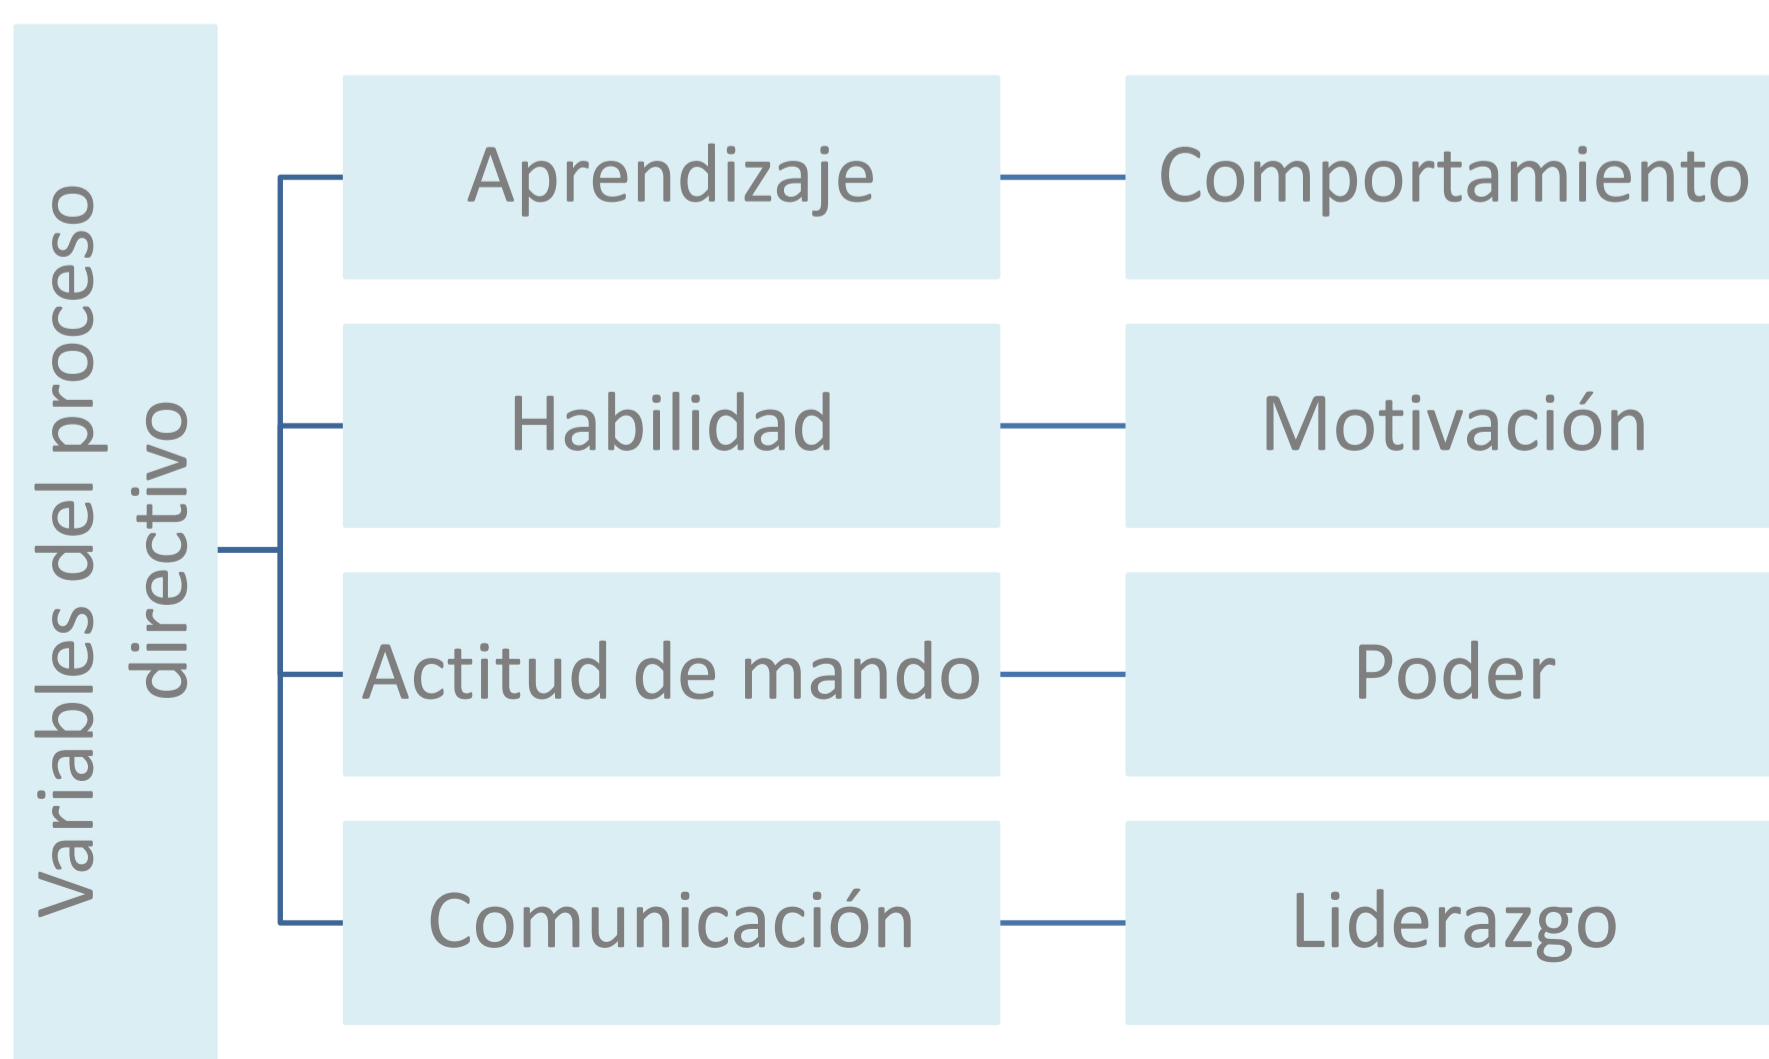 Variables del proceso
directivo
Aprendizaje
Comportamiento
Habilidad
Motivación
Actitud de mando
Poder
Comunicación
Liderazgo